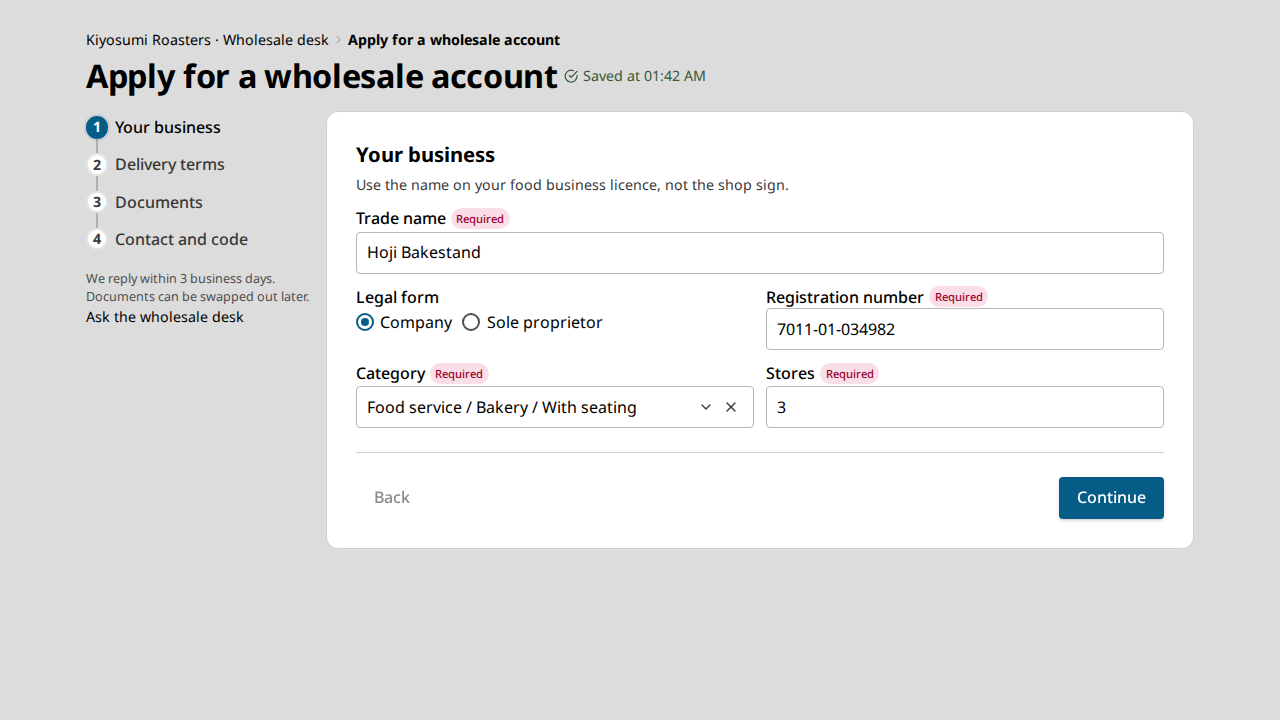 Kiyosumi Roasters · Wholesale desk › Apply for a wholesale account
Apply for a wholesale account Saved at 01:42 AM
1 Your business
2 Delivery terms
3 Documents
4 Contact and code
We reply within 3 business days.
Documents can be swapped out later.
Ask the wholesale desk
Your business
Use the name on your food business licence, not the shop sign.
Trade name Required
Hoji Bakestand
Legal form
Company Sole proprietor
Registration number Required
7011-01-034982
Category Required
Food service / Bakery / With seating
Stores Required
3
Back
Continue